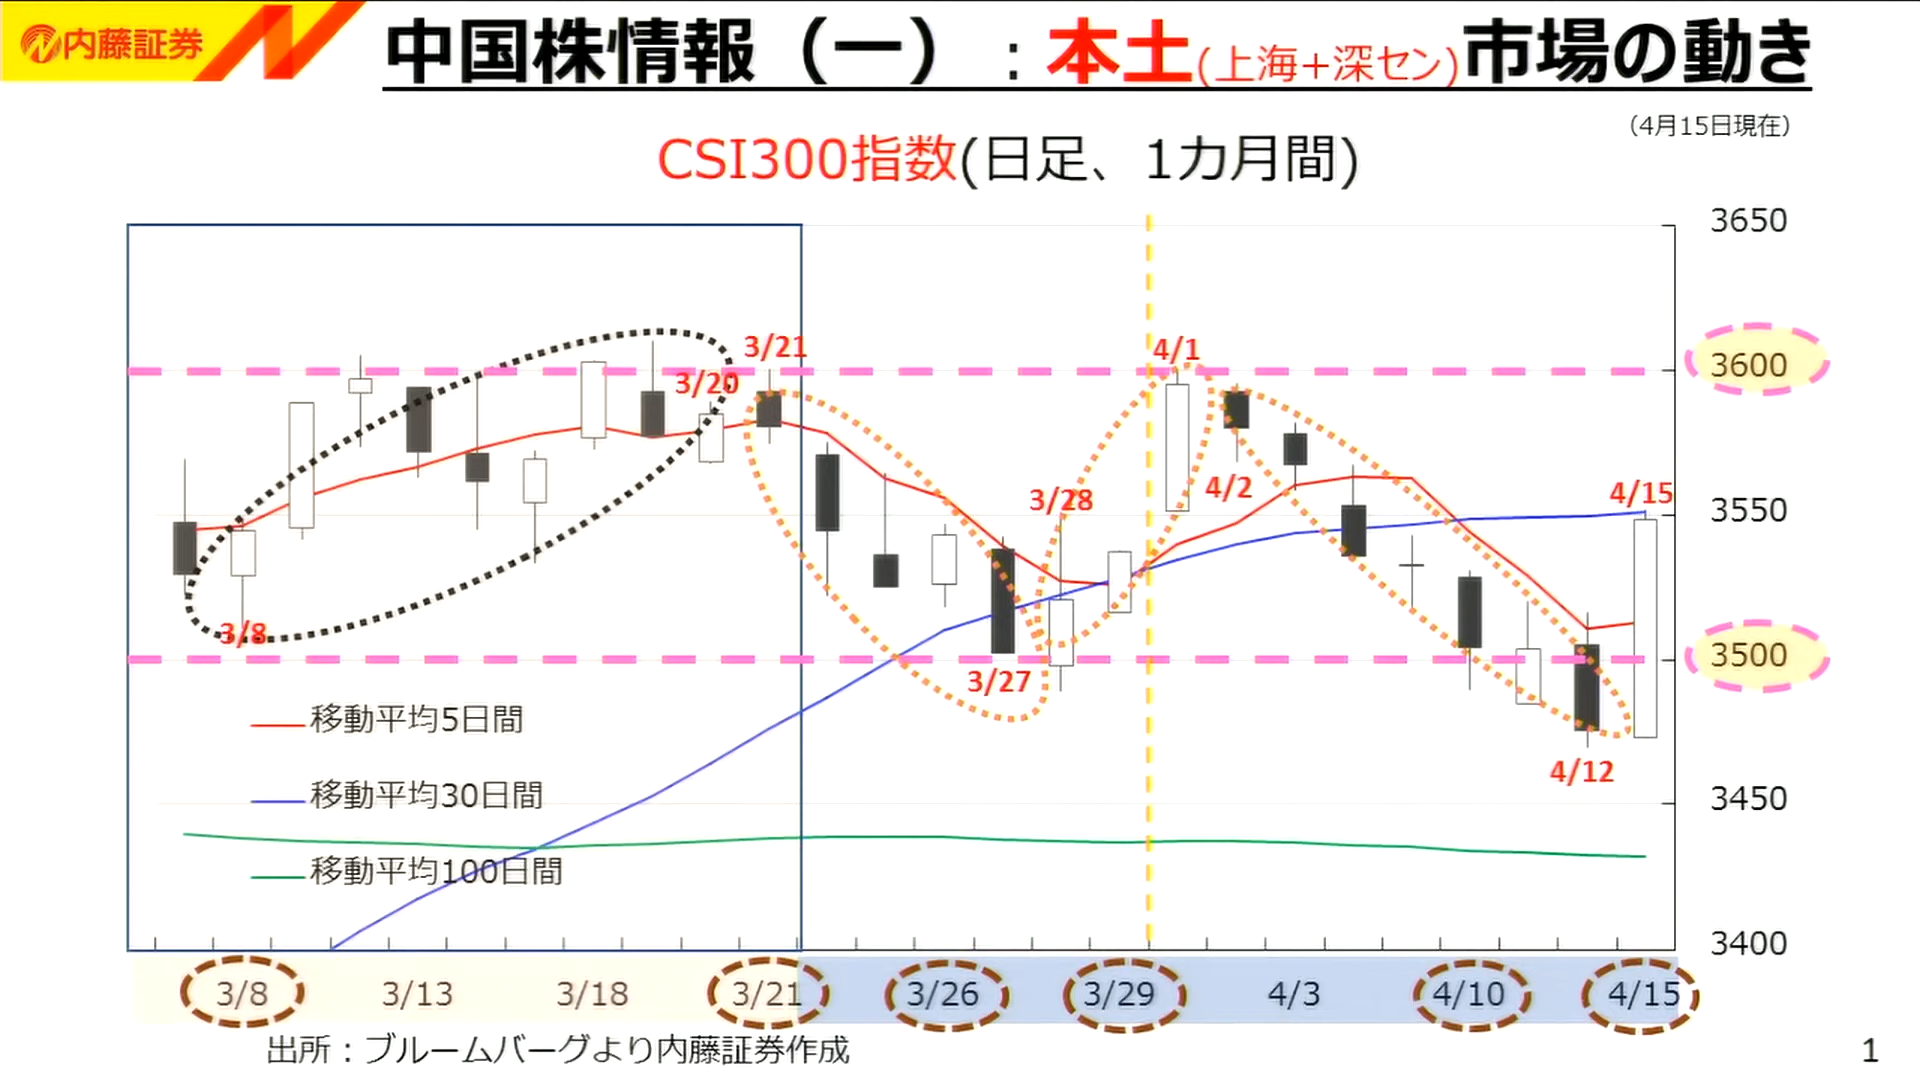 内藤証券
中国株情報（一）：本土(上海+深セン)市場の動き
（4月15日現在）
CSI300指数(日足、1カ月間)
3650
3600
3550
3500
3450
3400
3/21
3/20
3/8
3/27
3/28
4/1
4/2
4/12
4/15
移動平均5日間
移動平均30日間
移動平均100日間
3/8 3/13 3/18 3/21 3/26 3/29 4/3 4/10 4/15
出所：ブルームバーグより内藤証券作成
1